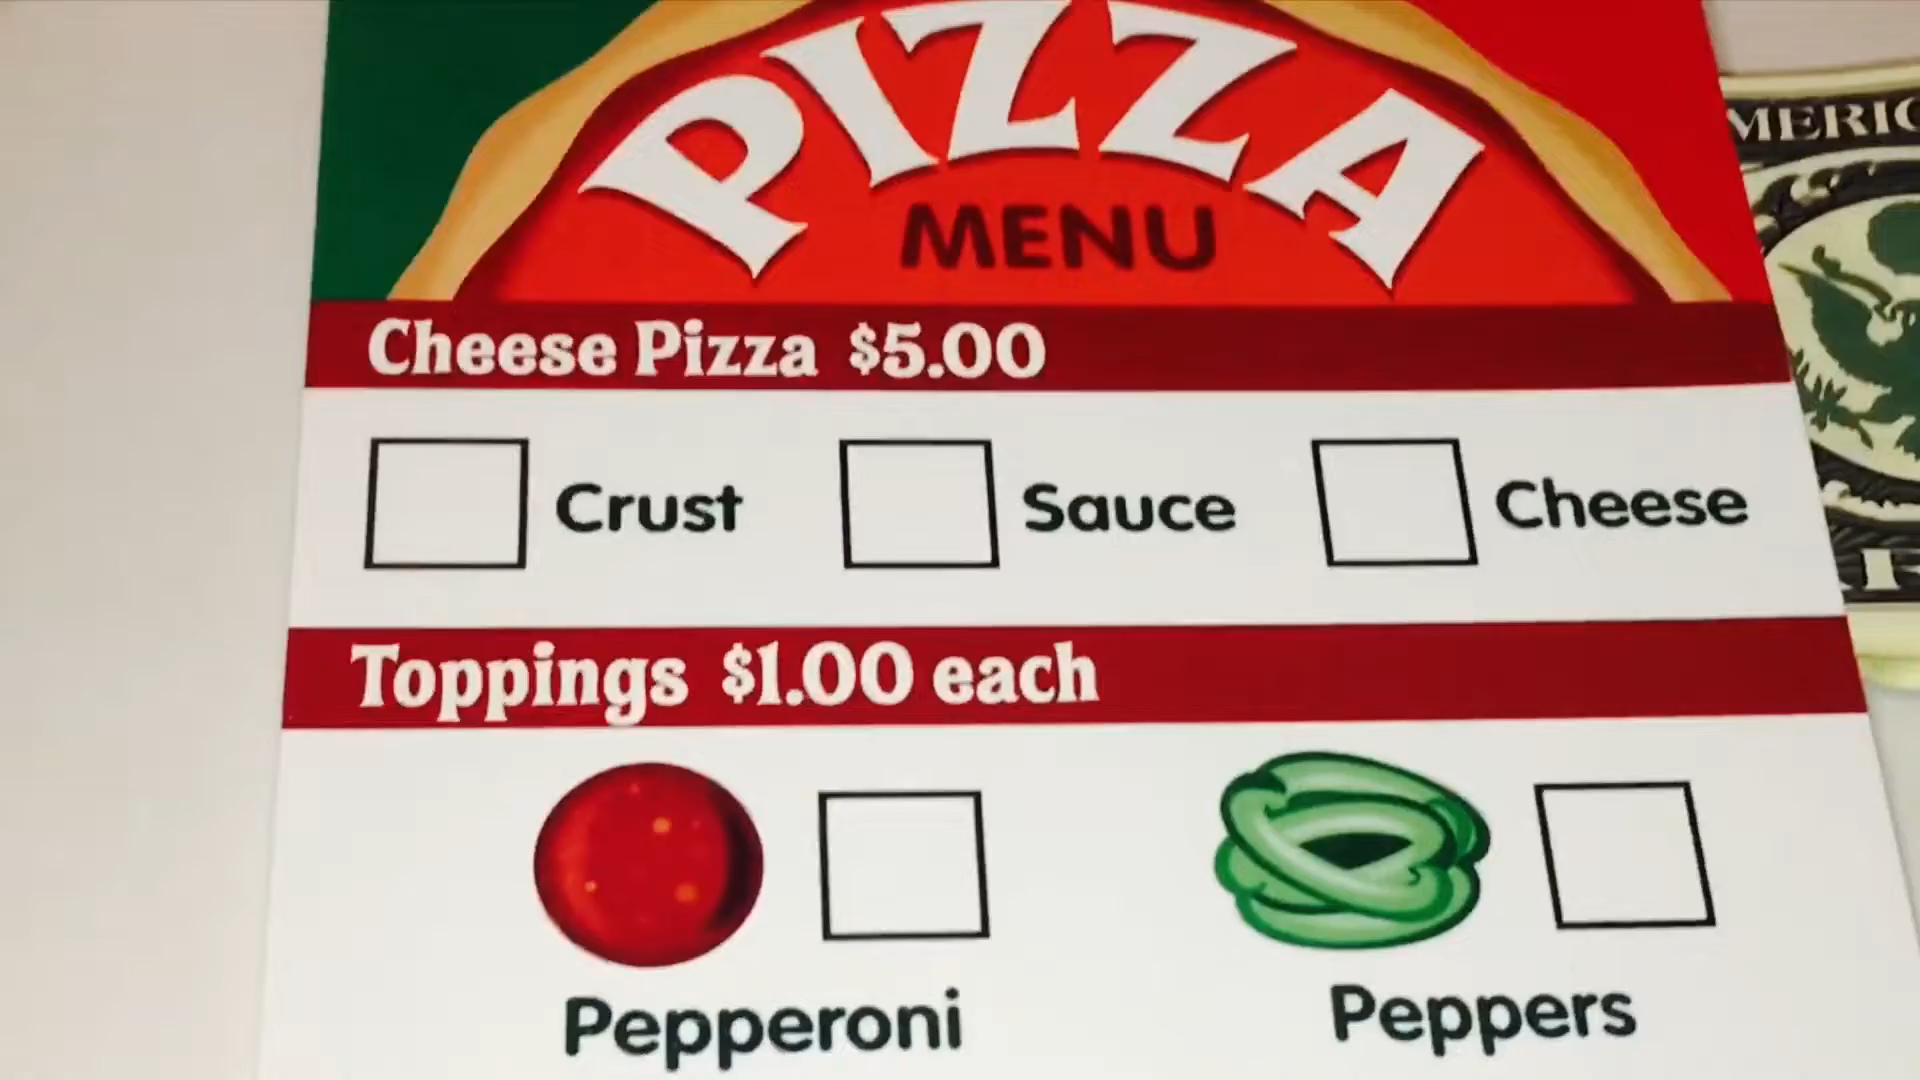 PIZZA
MENU
Cheese Pizza $5.00
Crust Sauce Cheese
Toppings $1.00 each
Pepperoni Peppers